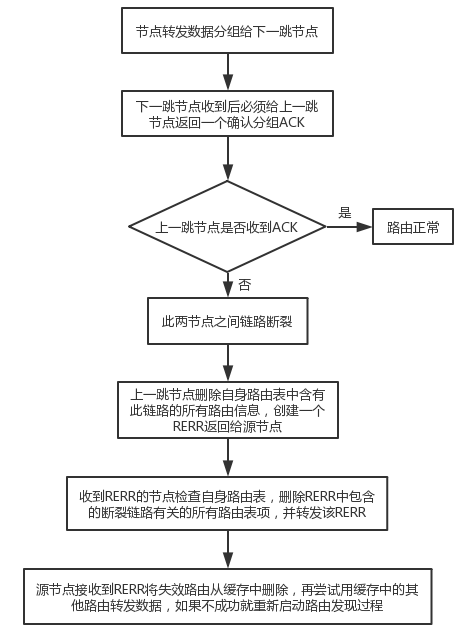 节点转发数据分组给下一跳节点
下一跳节点收到后必须给上一跳
节点返回一个确认分组ACK
上一跳节点是否收到ACK
是
路由正常
否
此两节点之间链路断裂
上一跳节点删除自身路由表中含有
此链路的所有路由信息，创建一个
RERR返回给源节点
收到RERR的节点检查自身路由表，删除RERR中包含
的断裂链路有关的所有路由表项，并转发该RERR
源节点接收到RERR将失效路由从缓存中删除，再尝试用缓存中的其
他路由转发数据，如果不成功就重新启动路由发现过程